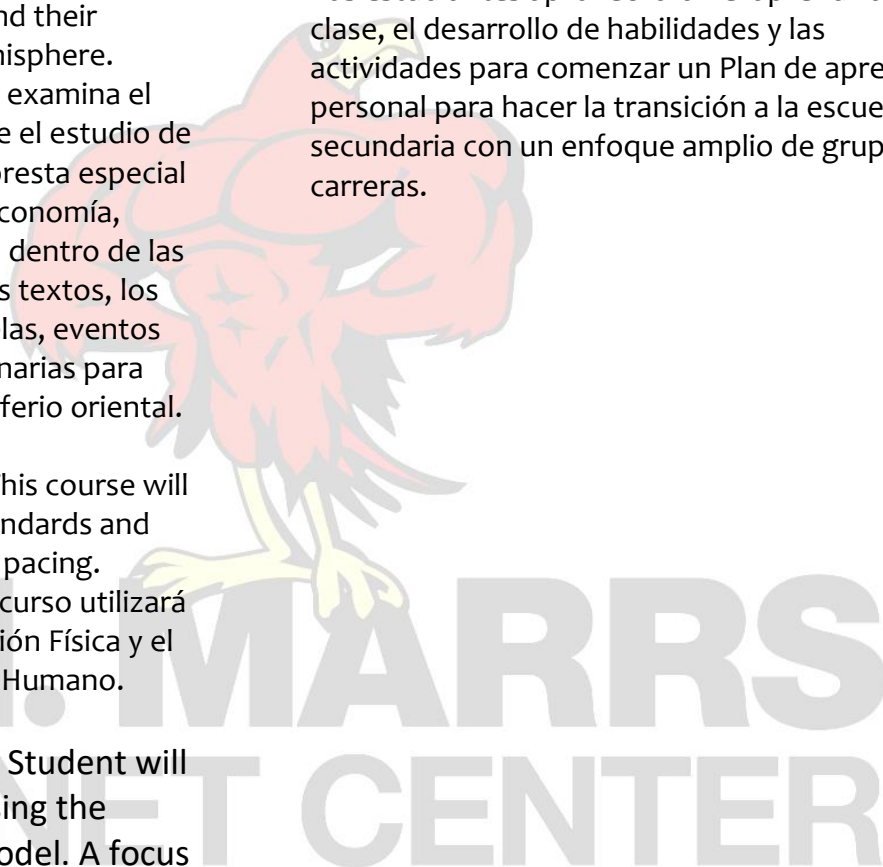 nd their
nisphere.
examina el
e el estudio de
presta especial
conomía,
dentro de las
s textos, los
las, eventos
narias para
ferio oriental.
This course will
ndards and
pacing.
curso utilizará
ión Física y el
Humano.
Student will
ing the
odel. A focus
clase, el desarrollo de habilidades y las
actividades para comenzar un Plan de apre
personal para hacer la transición a la escue
secundaria con un enfoque amplio de grup
carreras.
. MARRS
NET CENTER